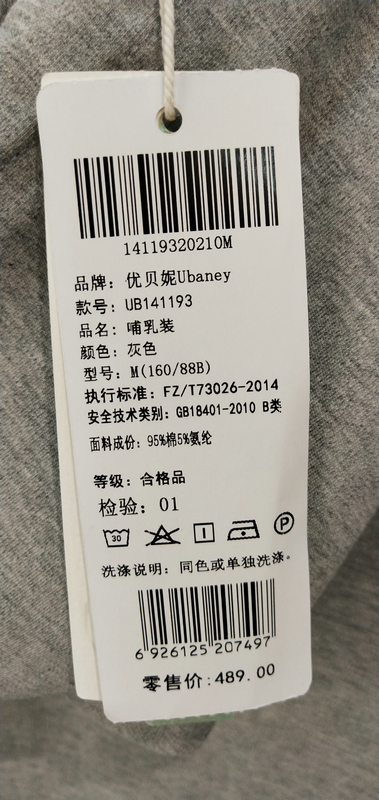 14119320210M
品牌：优贝妮Ubaney
款号：UB141193
品名：哺乳装
颜色：灰色
型号：M(160/88B)
执行标准：FZ/T73026-2014
安全技术类别：GB18401-2010 B类
面料成份：95%棉5%氨纶
等级：合格品
检验：01
30
P
洗涤说明：同色或单独洗涤。
6 926125 207497
零售价:489.00